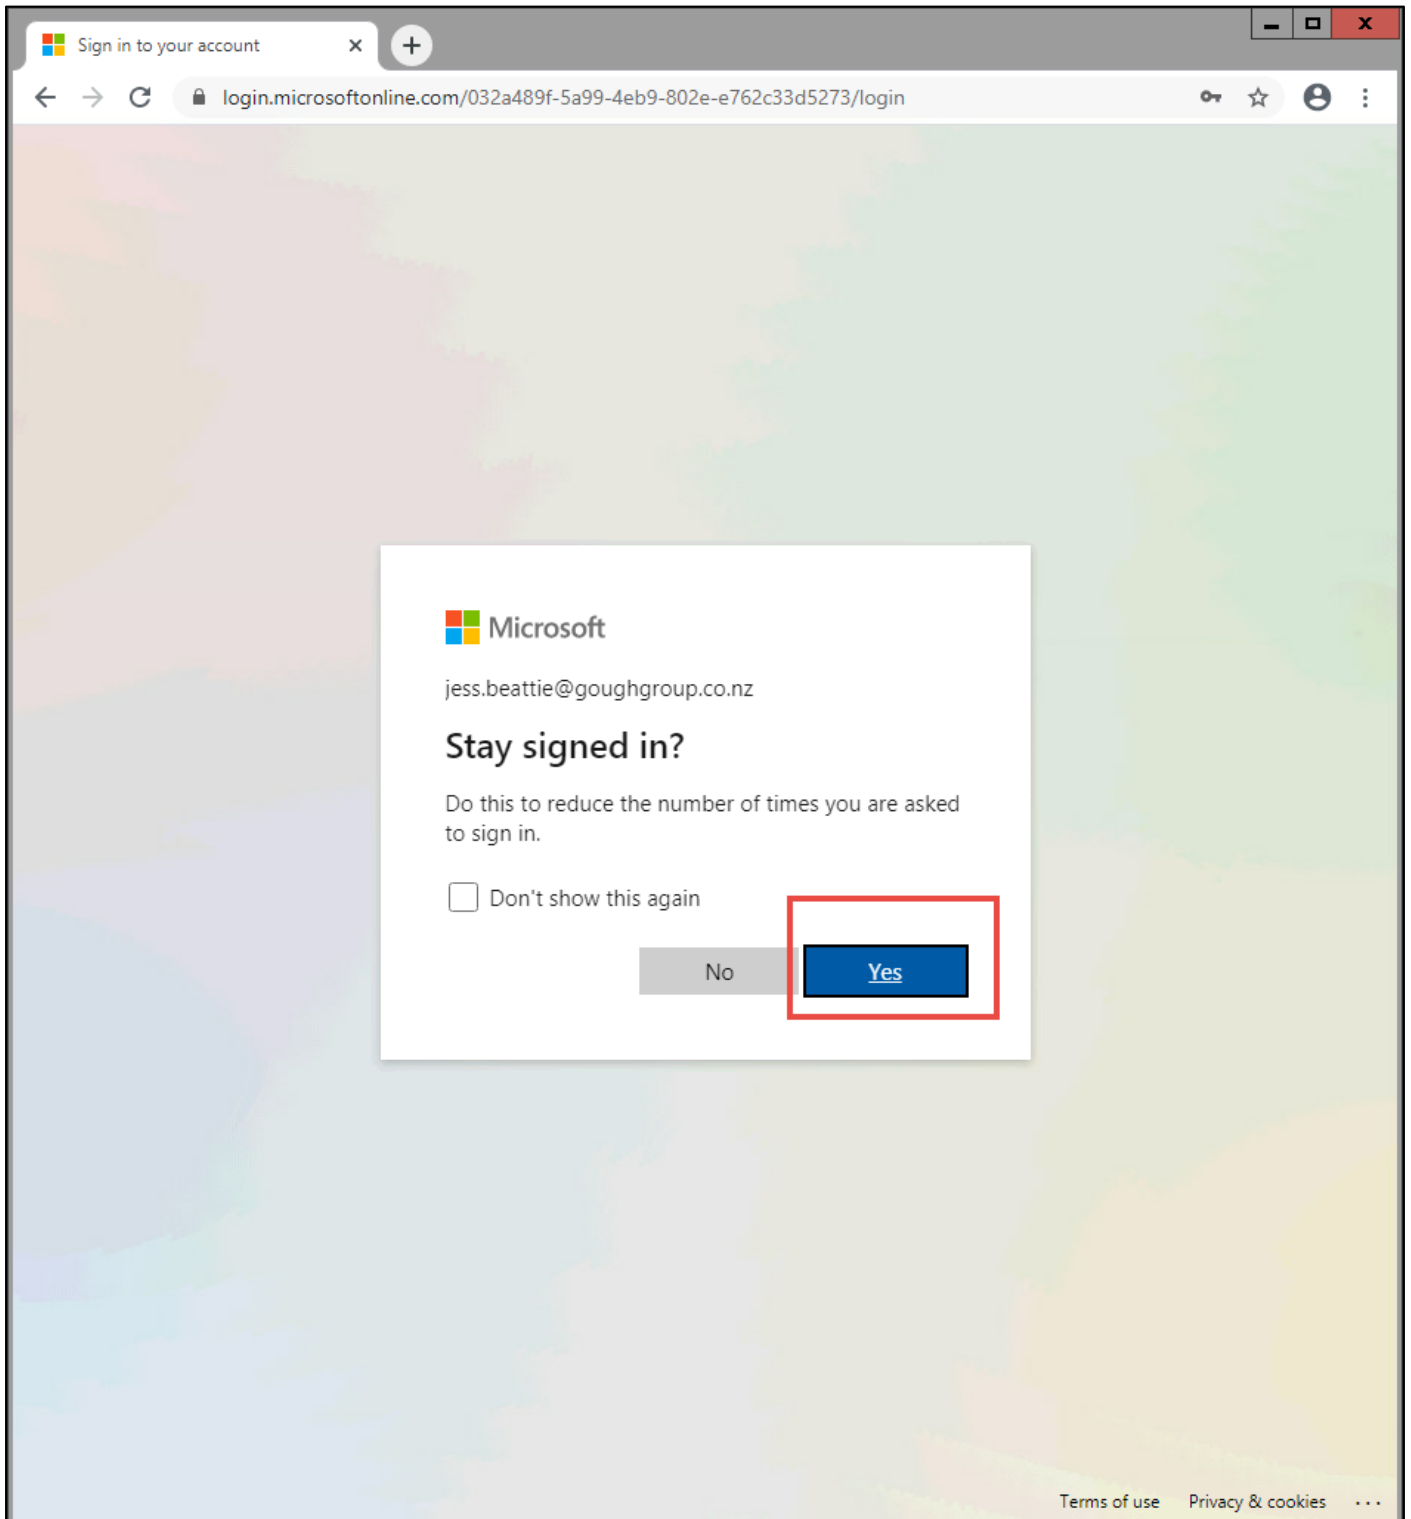 Sign in to your account
login.microsoftonline.com/032a489f-5a99-4eb9-802e-e762c33d5273/login
Microsoft
jess.beattie@goughgroup.co.nz
Stay signed in?
Do this to reduce the number of times you are asked
to sign in.
Don't show this again
No Yes
Terms of use Privacy & cookies ...